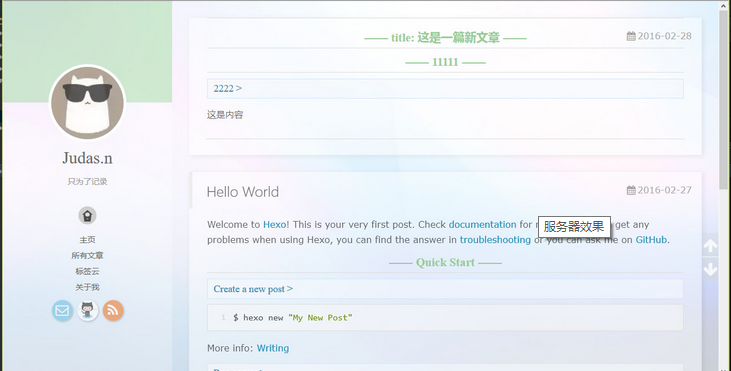 Judas.n
只为了记录
主页
所有文章
标签云
关于我
—— title: 这是一篇新文章 ——
2016-02-28
—— 11111 ——
2222 >
这是内容
Hello World
2016-02-27
Welcome to Hexo! This is your very first post. Check documentation for get any
服务器效果
problems when using Hexo, you can find the answer in troubleshooting or you can ask me on GitHub.
—— Quick Start ——
Create a new post >
1 $ hexo new "My New Post"
More info: Writing